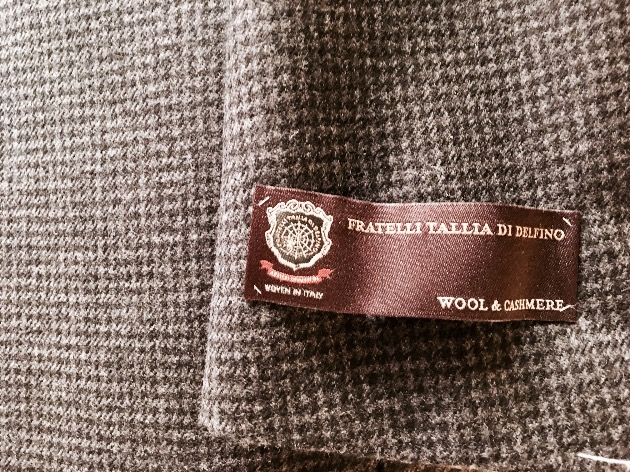 FRATELLI TALLIA DI DELFINO
WOVEN IN ITALY
WOOL & CASHMERE